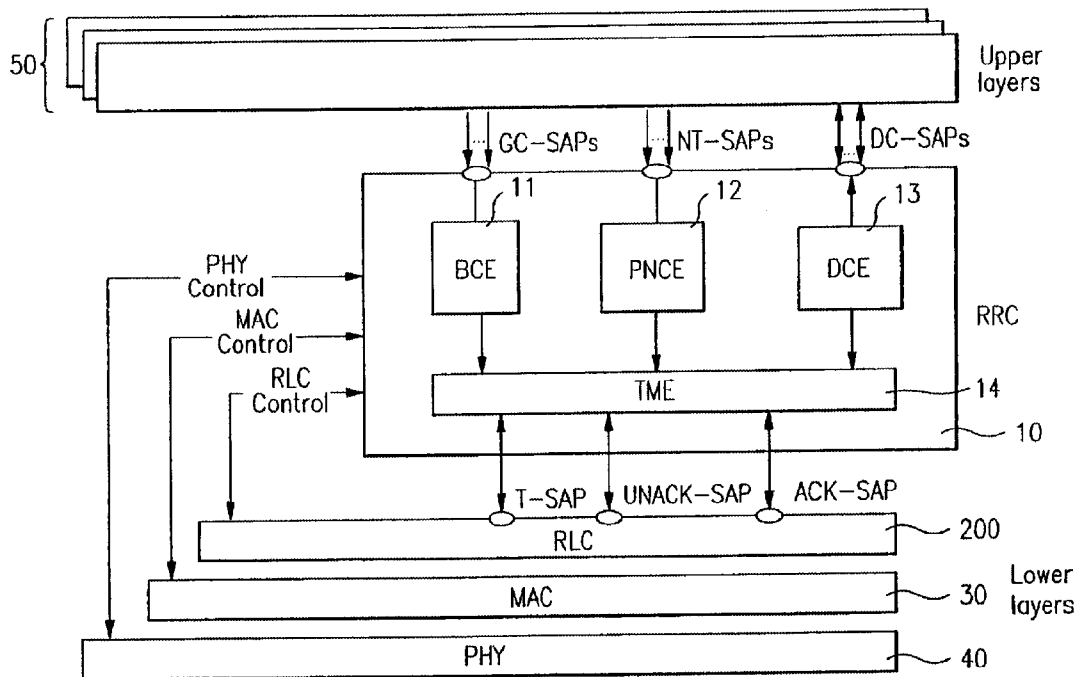 50
Upper
layers
GC-SAPs
NT-SAPs
DC-SAPs
11
12
13
BCE
PNCE
DCE
PHY
Control
MAC
Control
RLC
Control
RRC
TME
14
10
T-SAP
UNACK-SAP
ACK-SAP
RLC
200
MAC
30
Lower
layers
PHY
40